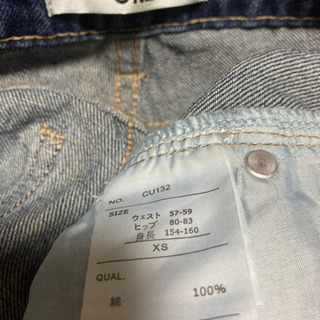 NO. CU132
SIZE
ウェスト 57-59
ヒップ 80-83
身長 154-160
XS
QUAL.
綿 100%